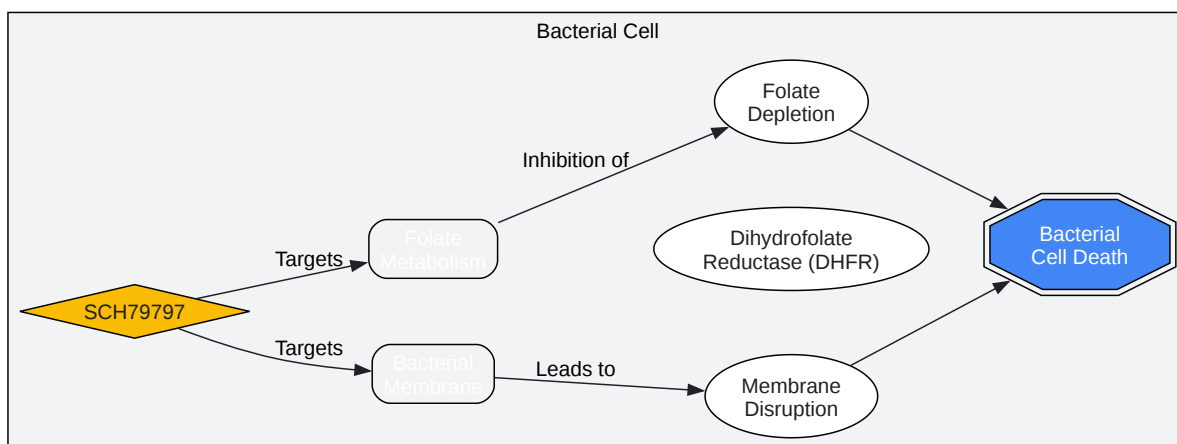 Bacterial Cell
Folate
Depletion
Inhibition of
Folate
Metabolism
Targets
Dihydrofolate
Reductase (DHFR)
Bacterial
Cell Death
SCH79797
Targets
Bacterial
Membrane
Leads to
Membrane
Disruption